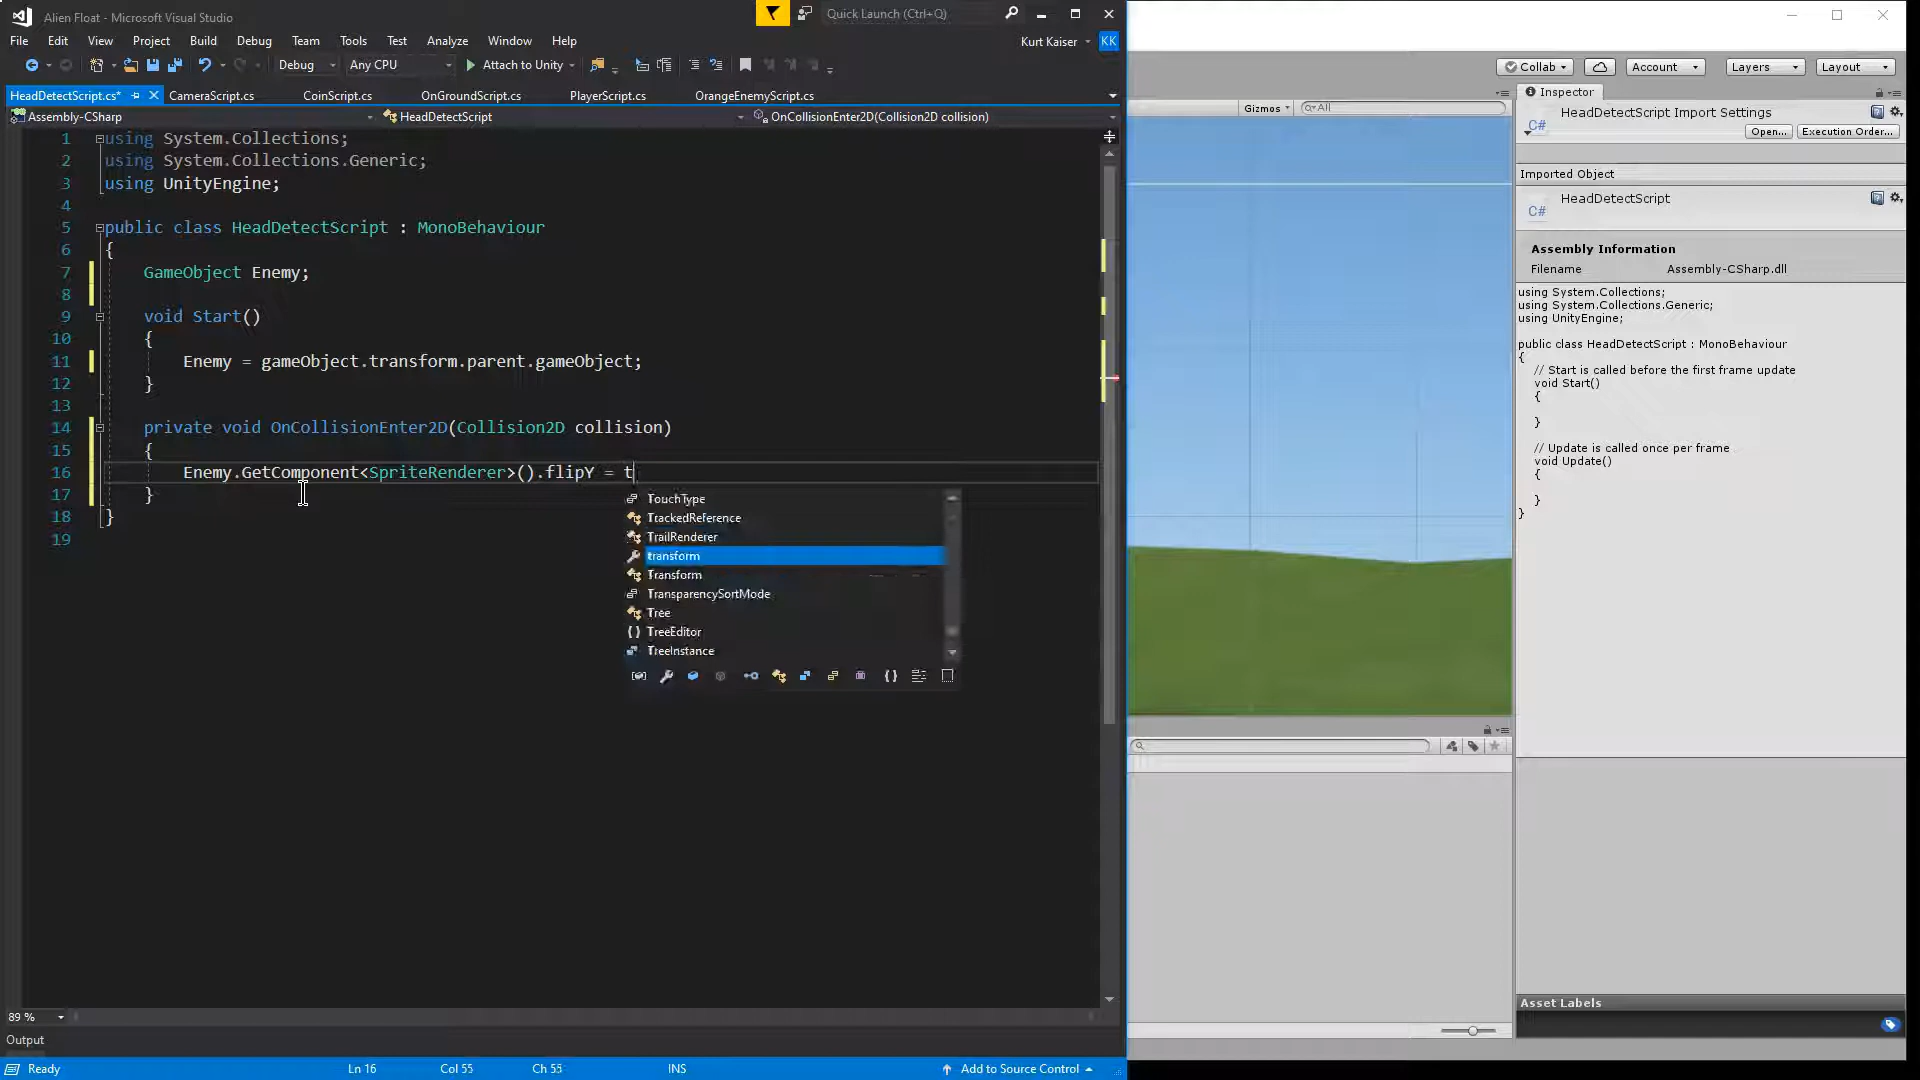 Alien Float - Microsoft Visual Studio
Quick Launch (Ctrl+Q)
File Edit View Project Build Debug Team Tools Test Analyze Window Help
Kurt Kaiser KK
Debug Any CPU Attach to Unity
HeadDetectScript.cs* CameraScript.cs CoinScript.cs OnGroundScript.cs PlayerScript.cs OrangeEnemyScript.cs
Assembly-CSharp HeadDetectScript OnCollisionEnter2D(Collision2D collision)
1 using System.Collections;
2 using System.Collections.Generic;
3 using UnityEngine;
4
5 public class HeadDetectScript : MonoBehaviour
6 {
7 GameObject Enemy;
8
9 void Start()
10 {
11 Enemy = gameObject.transform.parent.gameObject;
12 }
13
14 private void OnCollisionEnter2D(Collision2D collision)
15 {
16 Enemy.GetComponent<SpriteRenderer>().flipY = t
17 }
18 }
19
TouchType
TrackedReference
TrailRenderer
transform
Transform
TransparencySortMode
Tree
TreeEditor
TreeInstance
89 %
Output
Ready Ln 16 Col 55 Ch 55 INS Add to Source Control
Collab Account Layers Layout
Gizmos All
Inspector
C# HeadDetectScript Import Settings
Open... Execution Order...
Imported Object
C# HeadDetectScript
Assembly Information
Filename Assembly-CSharp.dll
using System.Collections;
using System.Collections.Generic;
using UnityEngine;
public class HeadDetectScript : MonoBehaviour
{
// Start is called before the first frame update
void Start()
{
}
// Update is called once per frame
void Update()
{
}
}
Asset Labels